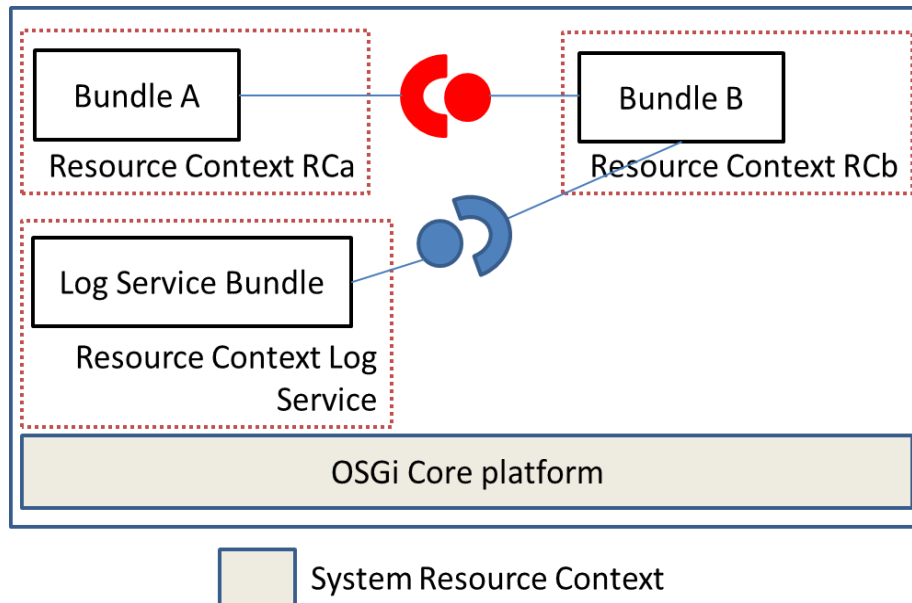 Bundle A
Bundle B
Resource Context RCa
Resource Context RCb
Log Service Bundle
Resource Context Log
Service
OSGi Core platform
System Resource Context